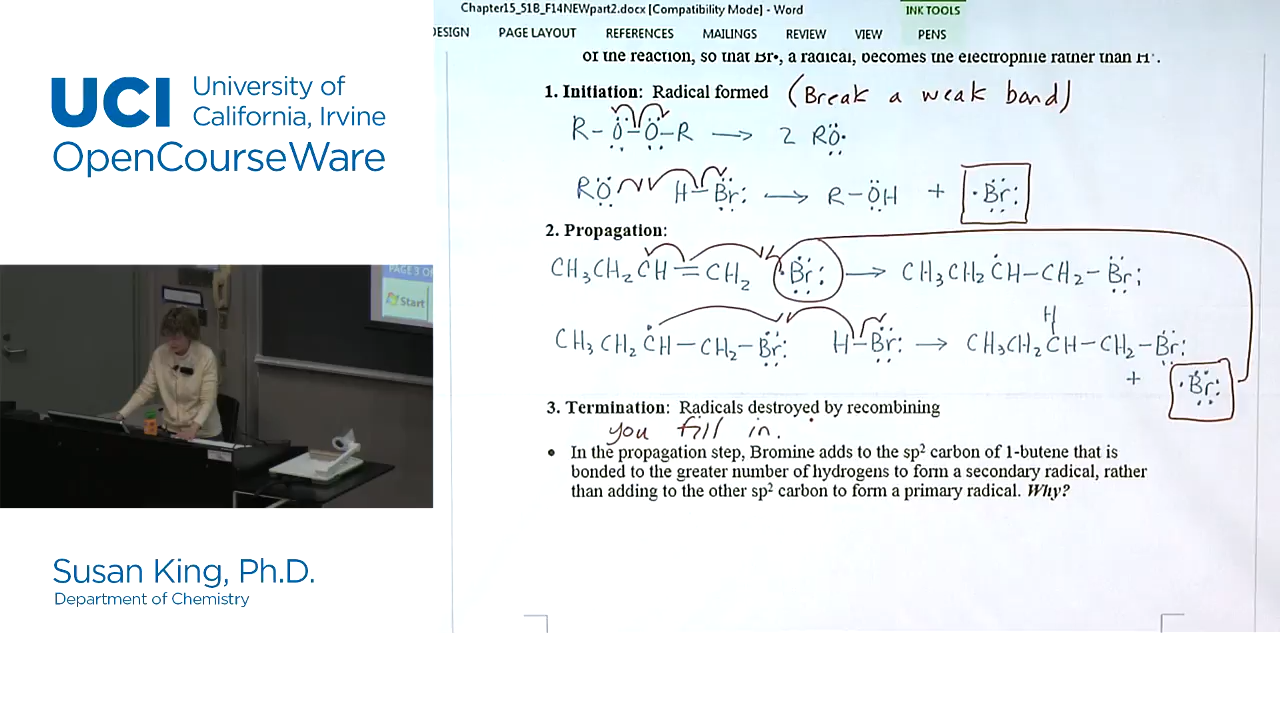 UCI University of
California, Irvine
OpenCourseWare
PAGE 3 OF
Start
Susan King, Ph.D.
Department of Chemistry
Chapter15_51B_F14NEWpart2.docx [Compatibility Mode] - Word
INK TOOLS
DESIGN PAGE LAYOUT REFERENCES MAILINGS REVIEW VIEW PENS
of the reaction, so that Br•, a radical, becomes the electrophile rather than H⁺.
1. Initiation: Radical formed (Break a weak bond)
R-O-O-R → 2 RO·
RO H-Br: → R-OH + ·Br:
2. Propagation:
CH₃CH₂CH=CH₂ ·Br: → CH₃CH₂ĊH-CH₂-Br:
H
CH₃CH₂ĊH-CH₂-Br: H-Br: → CH₃CH₂CH-CH₂-Br:
+ ·Br:
3. Termination: Radicals destroyed by recombining
you fill in.
• In the propagation step, Bromine adds to the sp² carbon of 1-butene that is
bonded to the greater number of hydrogens to form a secondary radical, rather
than adding to the other sp² carbon to form a primary radical. Why?